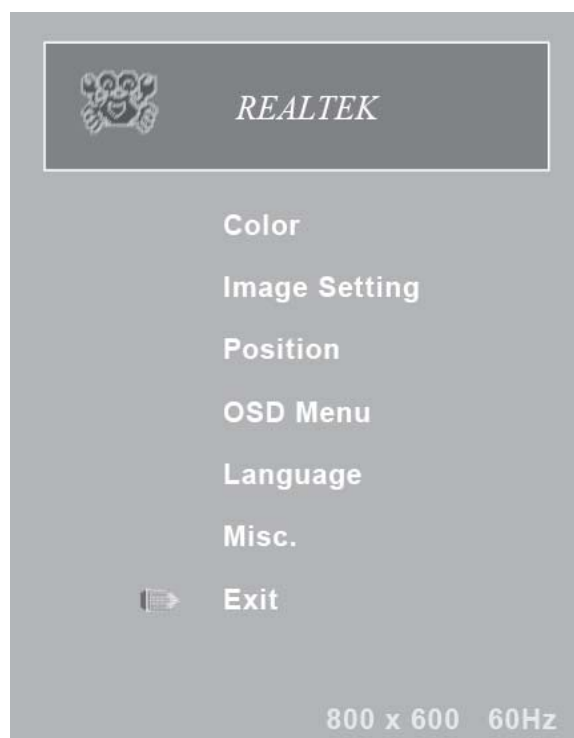 REALTEK
Color
Image Setting
Position
OSD Menu
Language
Misc.
Exit
800 x 600 60Hz